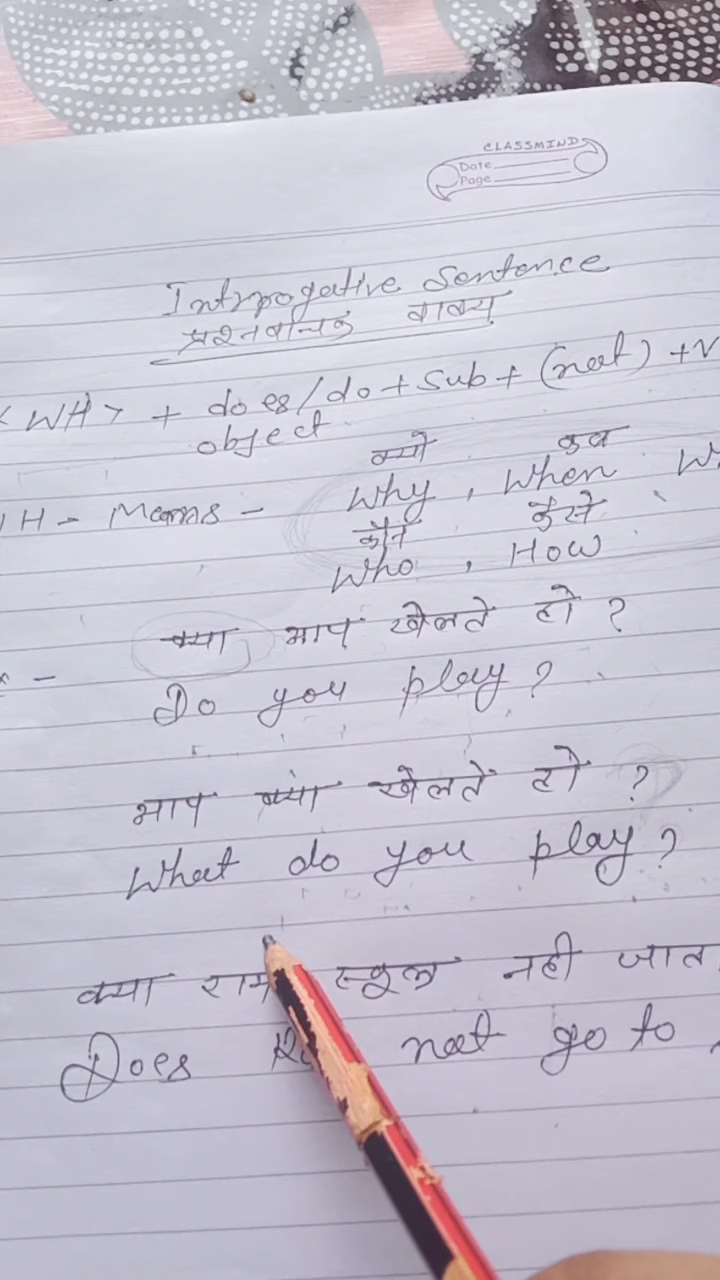 CLASSMIND
Date
Page
Intrrogative Sentence
प्रश्नवाचक वाक्य
<WH> + does/do + Sub + (not) + V
object.
क्यो कब
WH - Means - Why, When W
कौन कैसे
Who, How
क्या आप खेलते हो?
Do you play?
आप क्या खेलते हो?
What do you play?
क्या राम स्कूल नही जात
Does not go to